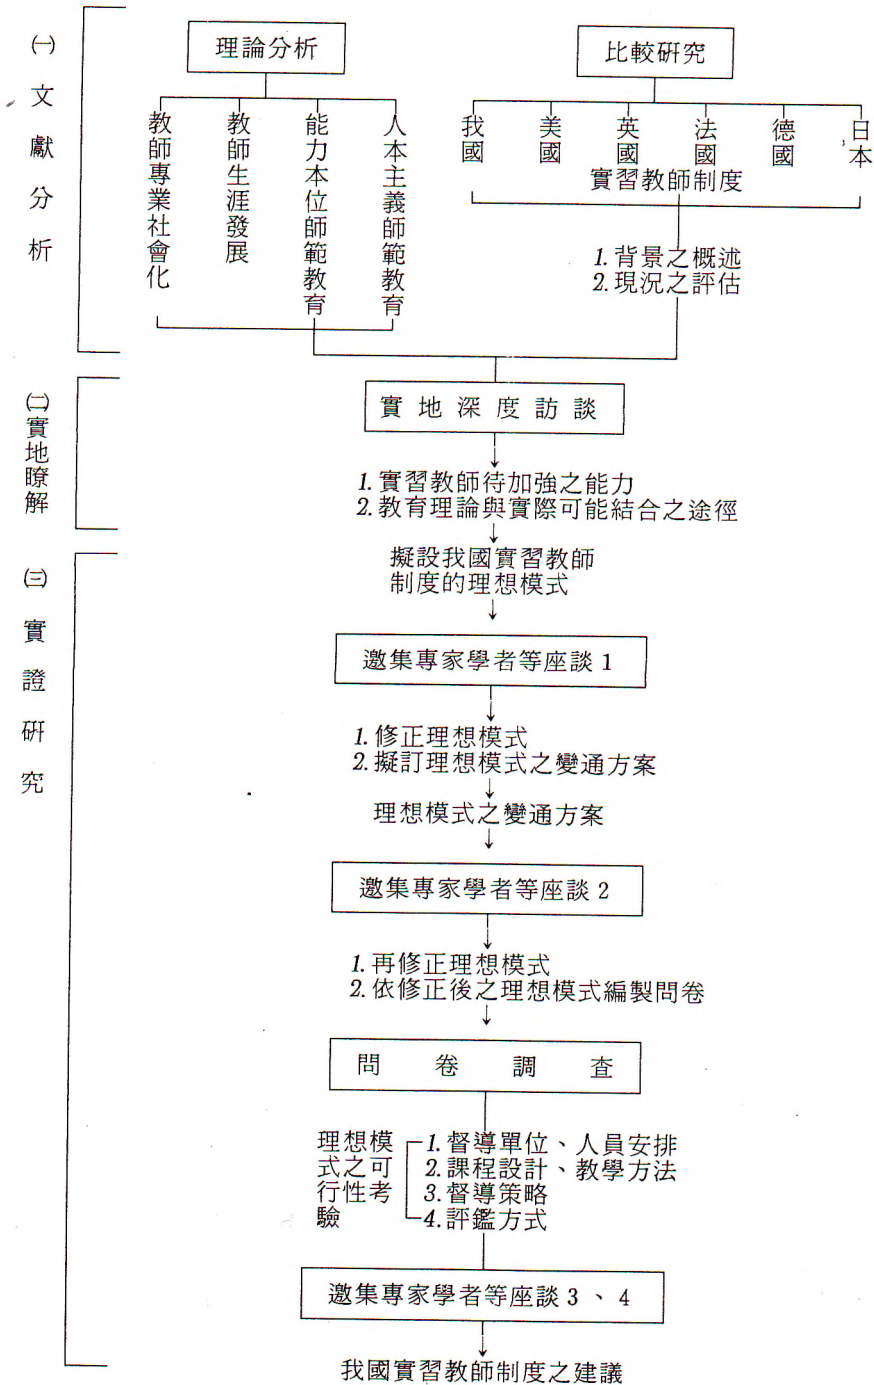 ㈠文獻分析
理論分析
教師專業社會化
教師生涯發展
能力本位師範教育
人本主義師範教育
比較研究
我國
美國
英國
法國
德國
日本
實習教師制度
1. 背景之概述
2. 現況之評估
㈡實地瞭解
實地深度訪談
1. 實習教師待加強之能力
2. 教育理論與實際可能結合之途徑
擬設我國實習教師
制度的理想模式
㈢實證研究
邀集專家學者等座談1
1. 修正理想模式
2. 擬訂理想模式之變通方案
理想模式之變通方案
邀集專家學者等座談2
1. 再修正理想模式
2. 依修正後之理想模式編製問卷
問卷調查
理想模
式之可
行性考
驗
1. 督導單位、人員安排
2. 課程設計、教學方法
3. 督導策略
4. 評鑑方式
邀集專家學者等座談3、4
我國實習教師制度之建議